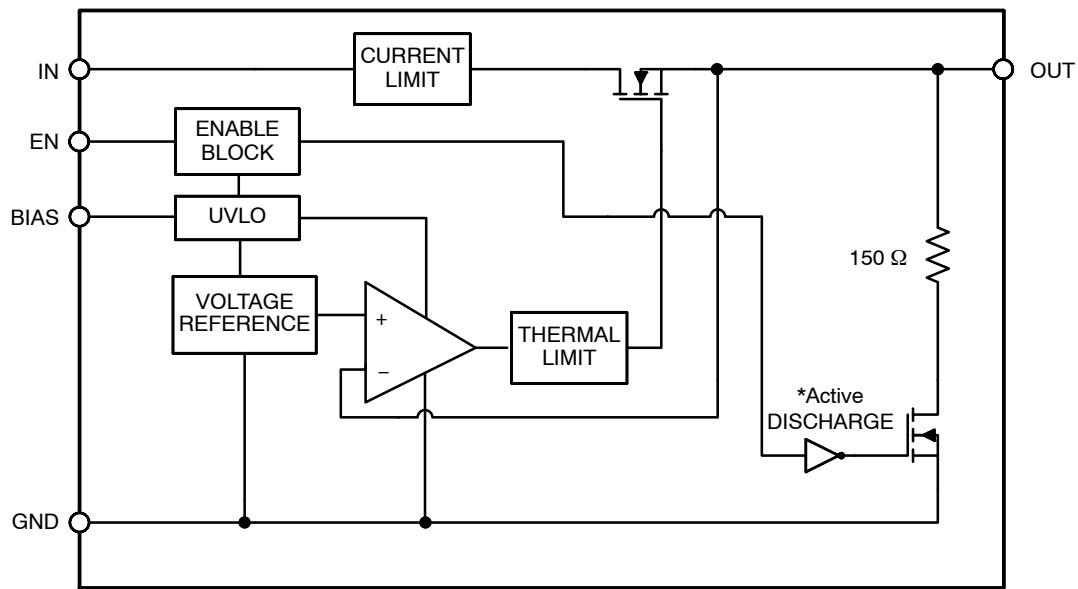 IN
CURRENT
LIMIT
OUT
EN
ENABLE
BLOCK
BIAS
UVLO
150 Ω
VOLTAGE
REFERENCE
+
−
THERMAL
LIMIT
*Active
DISCHARGE
GND